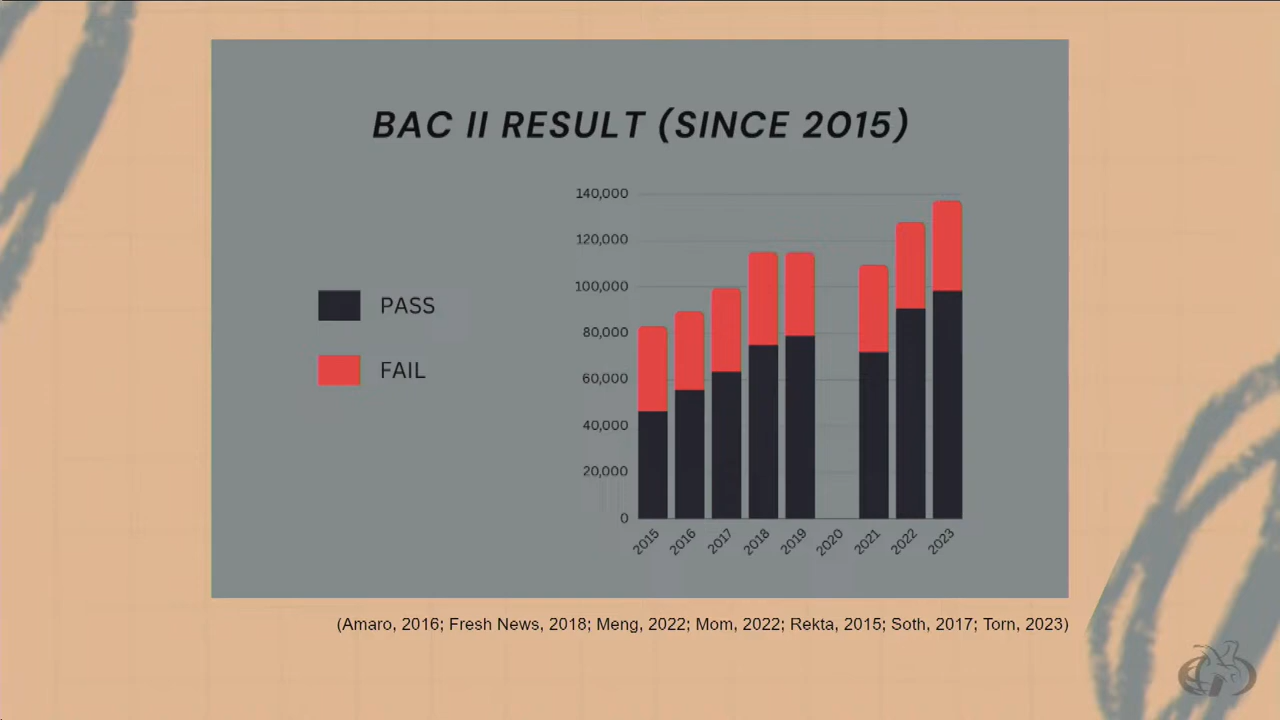 BAC II RESULT (SINCE 2015)
PASS
FAIL
140,000
120,000
100,000
80,000
60,000
40,000
20,000
0
2015 2016 2017 2018 2019 2020 2021 2022 2023
(Amaro, 2016; Fresh News, 2018; Meng, 2022; Mom, 2022; Rekta, 2015; Soth, 2017; Torn, 2023)